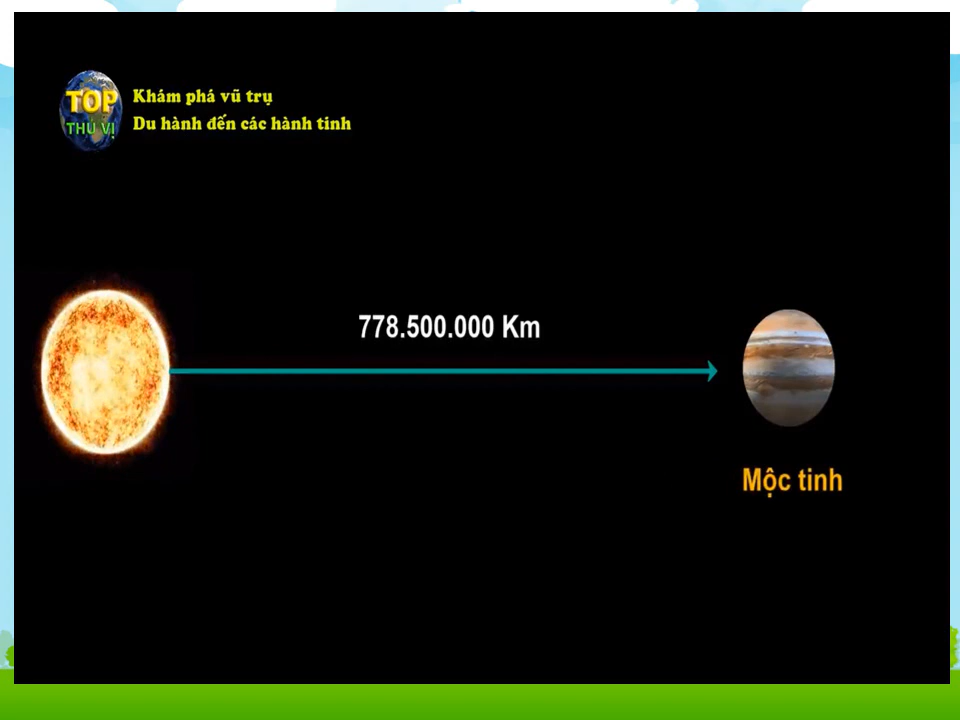 TOP
THÚ VỊ
Khám phá vũ trụ
Du hành đến các hành tinh
778.500.000 Km
Mộc tinh